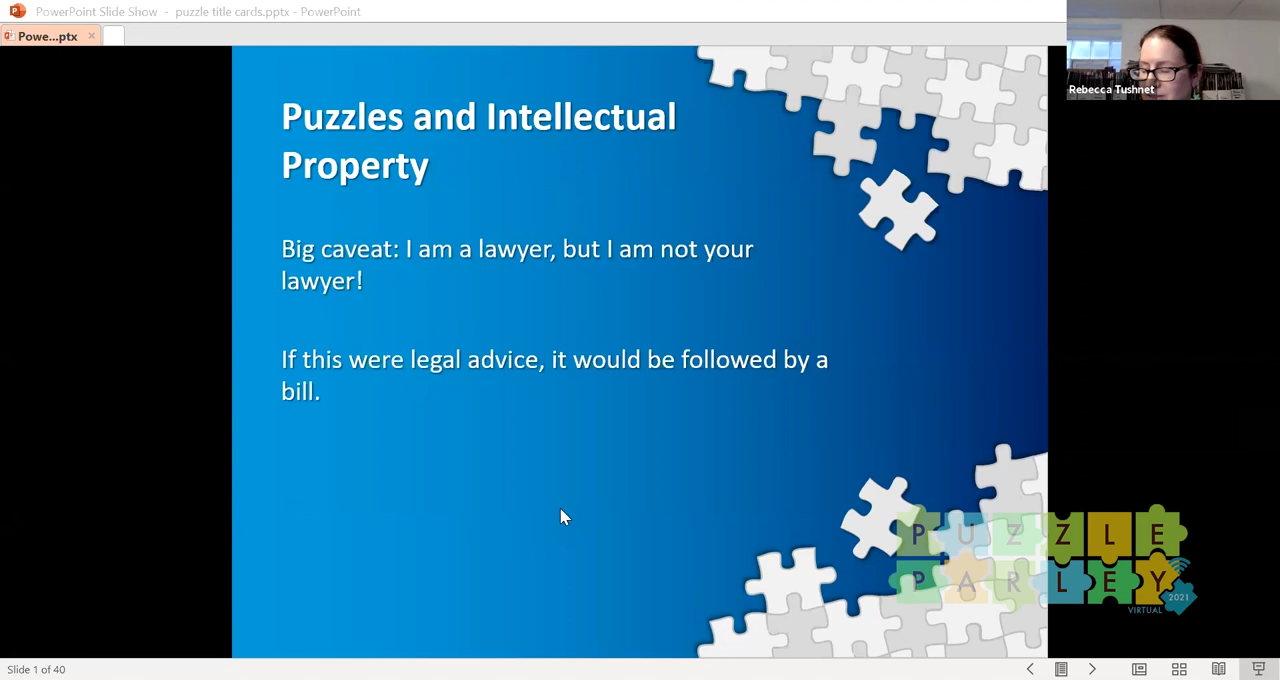 PowerPoint Slide Show - puzzle title cards.pptx - PowerPoint
Powe...ptx
Rebecca Tushnet
Puzzles and Intellectual
Property
Big caveat: I am a lawyer, but I am not your
lawyer!
If this were legal advice, it would be followed by a
bill.
PUZZLE
PARLEY
VIRTUAL
2021
Slide 1 of 40